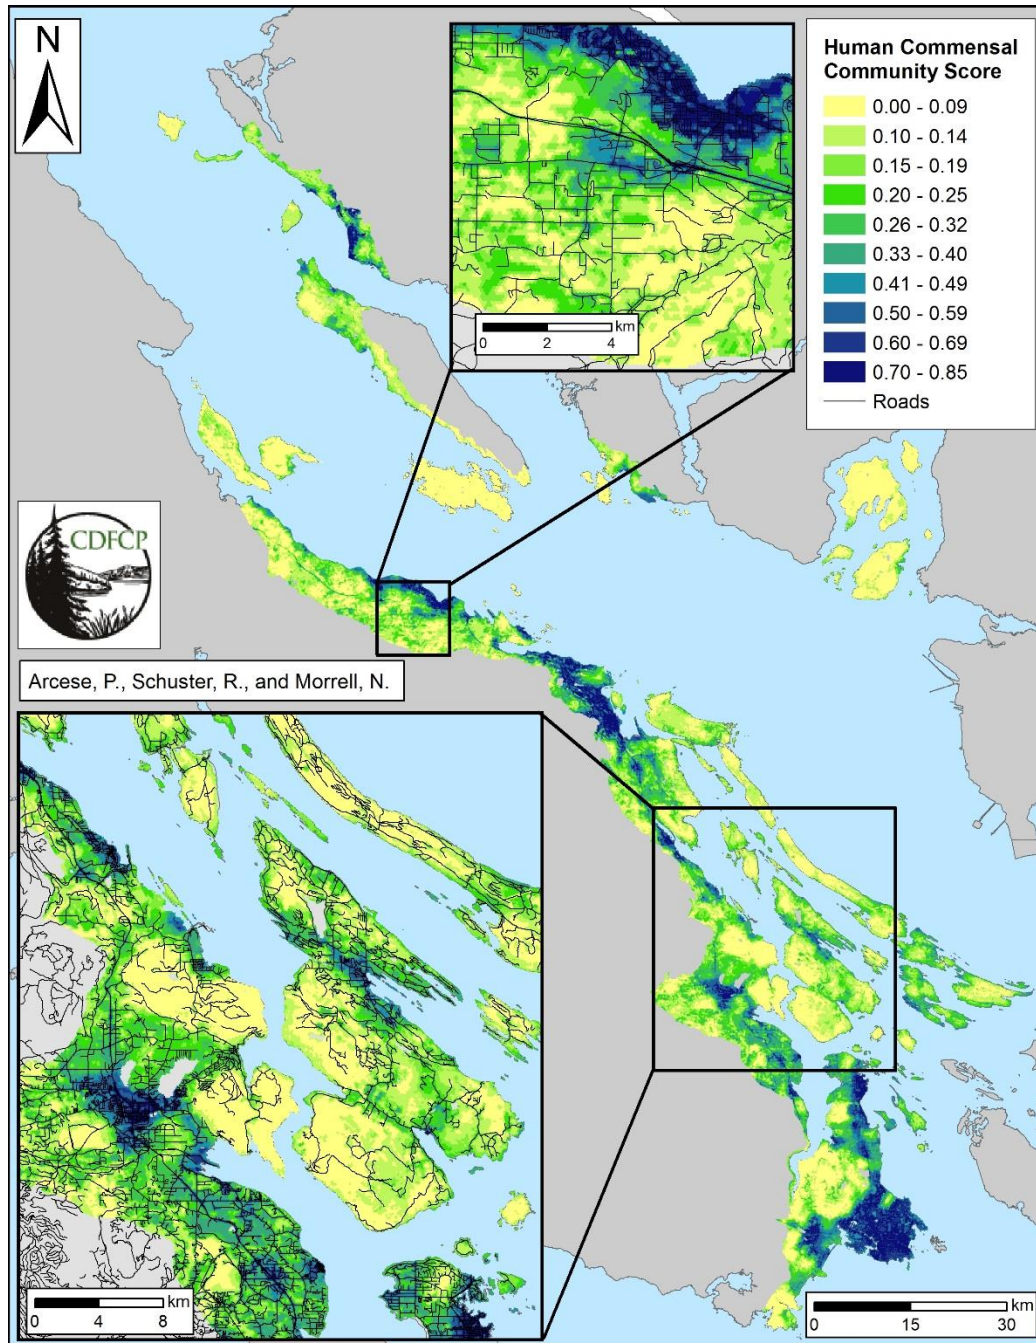 N
Human Commensal
Community Score
0.00 - 0.09
0.10 - 0.14
0.15 - 0.19
0.20 - 0.25
0.26 - 0.32
0.33 - 0.40
0.41 - 0.49
0.50 - 0.59
0.60 - 0.69
0.70 - 0.85
Roads
km
0 2 4
CDFCP
Arcese, P., Schuster, R., and Morrell, N.
km
0 4 8
km
0 15 30